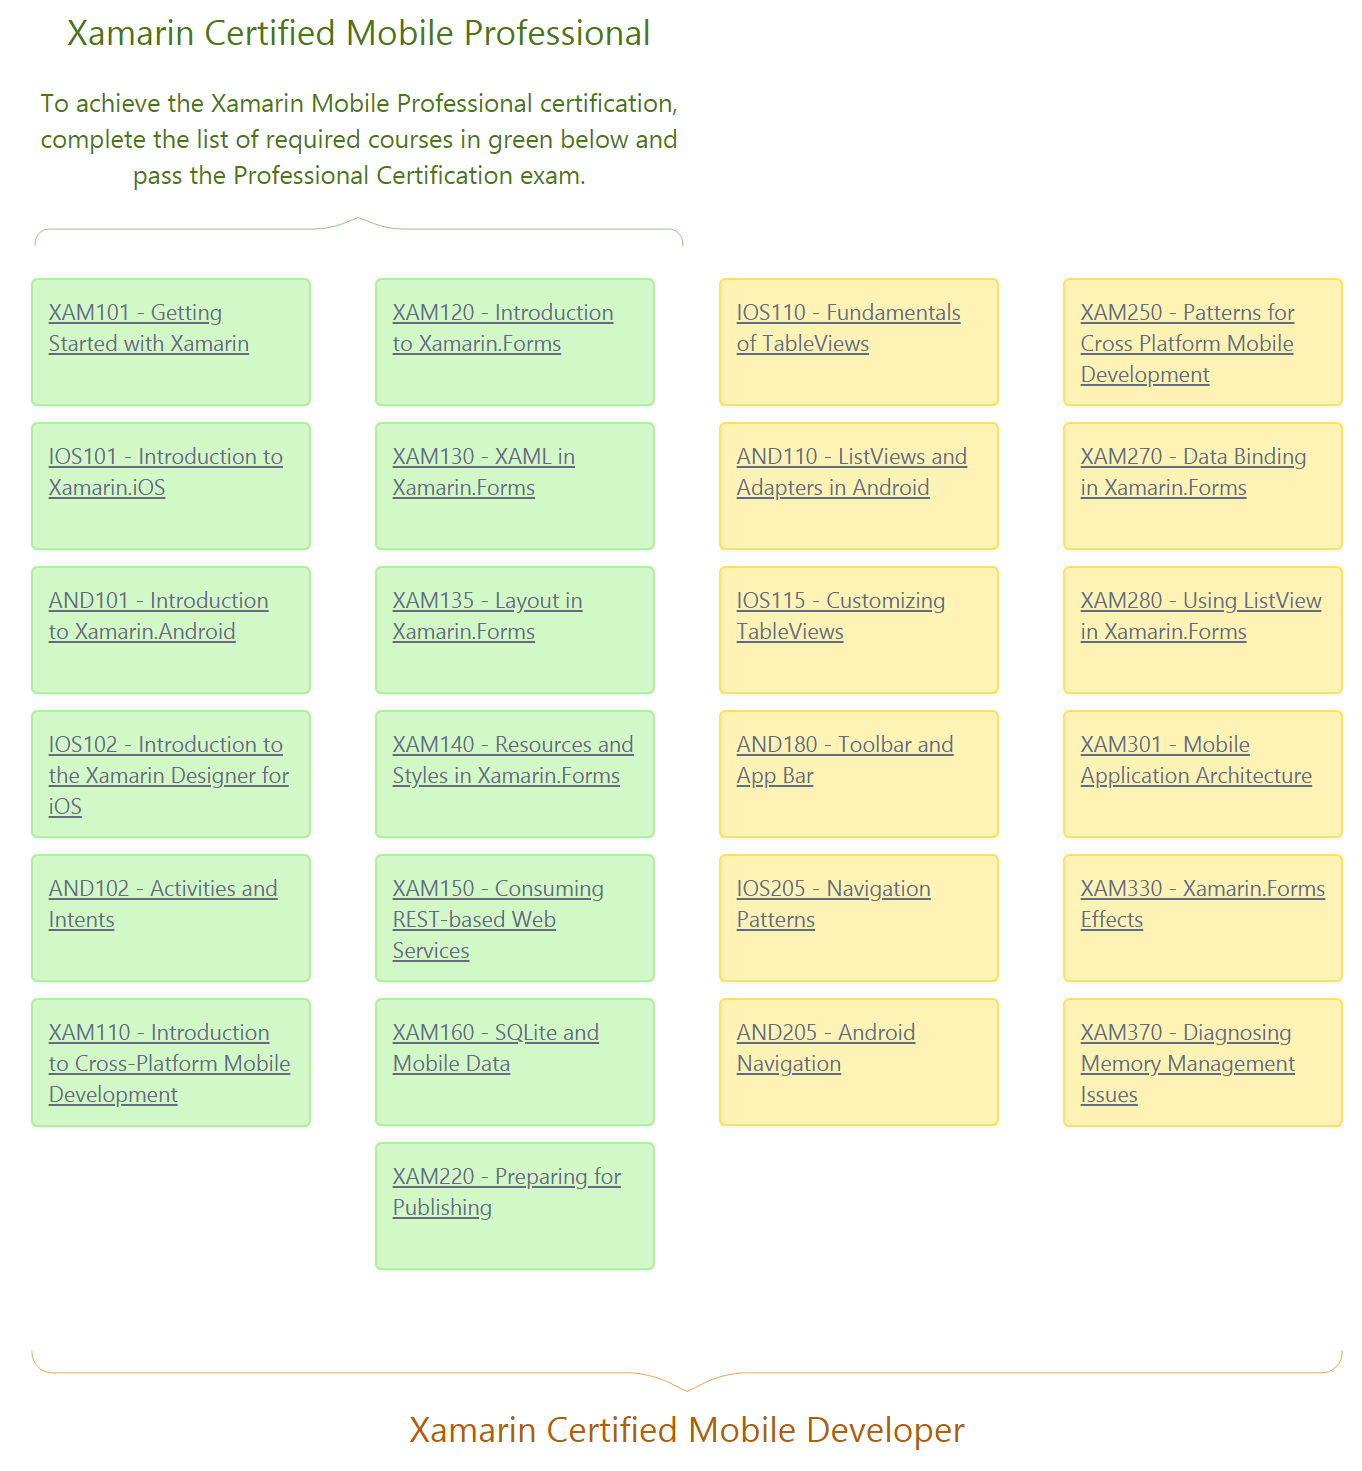 Xamarin Certified Mobile Professional
To achieve the Xamarin Mobile Professional certification,
complete the list of required courses in green below and
pass the Professional Certification exam.
XAM101 - Getting
Started with Xamarin
IOS101 - Introduction to
Xamarin.iOS
AND101 - Introduction
to Xamarin.Android
IOS102 - Introduction to
the Xamarin Designer for
iOS
AND102 - Activities and
Intents
XAM110 - Introduction
to Cross-Platform Mobile
Development
XAM120 - Introduction
to Xamarin.Forms
XAM130 - XAML in
Xamarin.Forms
XAM135 - Layout in
Xamarin.Forms
XAM140 - Resources and
Styles in Xamarin.Forms
XAM150 - Consuming
REST-based Web
Services
XAM160 - SQLite and
Mobile Data
XAM220 - Preparing for
Publishing
IOS110 - Fundamentals
of TableViews
AND110 - ListViews and
Adapters in Android
IOS115 - Customizing
TableViews
AND180 - Toolbar and
App Bar
IOS205 - Navigation
Patterns
AND205 - Android
Navigation
XAM250 - Patterns for
Cross Platform Mobile
Development
XAM270 - Data Binding
in Xamarin.Forms
XAM280 - Using ListView
in Xamarin.Forms
XAM301 - Mobile
Application Architecture
XAM330 - Xamarin.Forms
Effects
XAM370 - Diagnosing
Memory Management
Issues
Xamarin Certified Mobile Developer